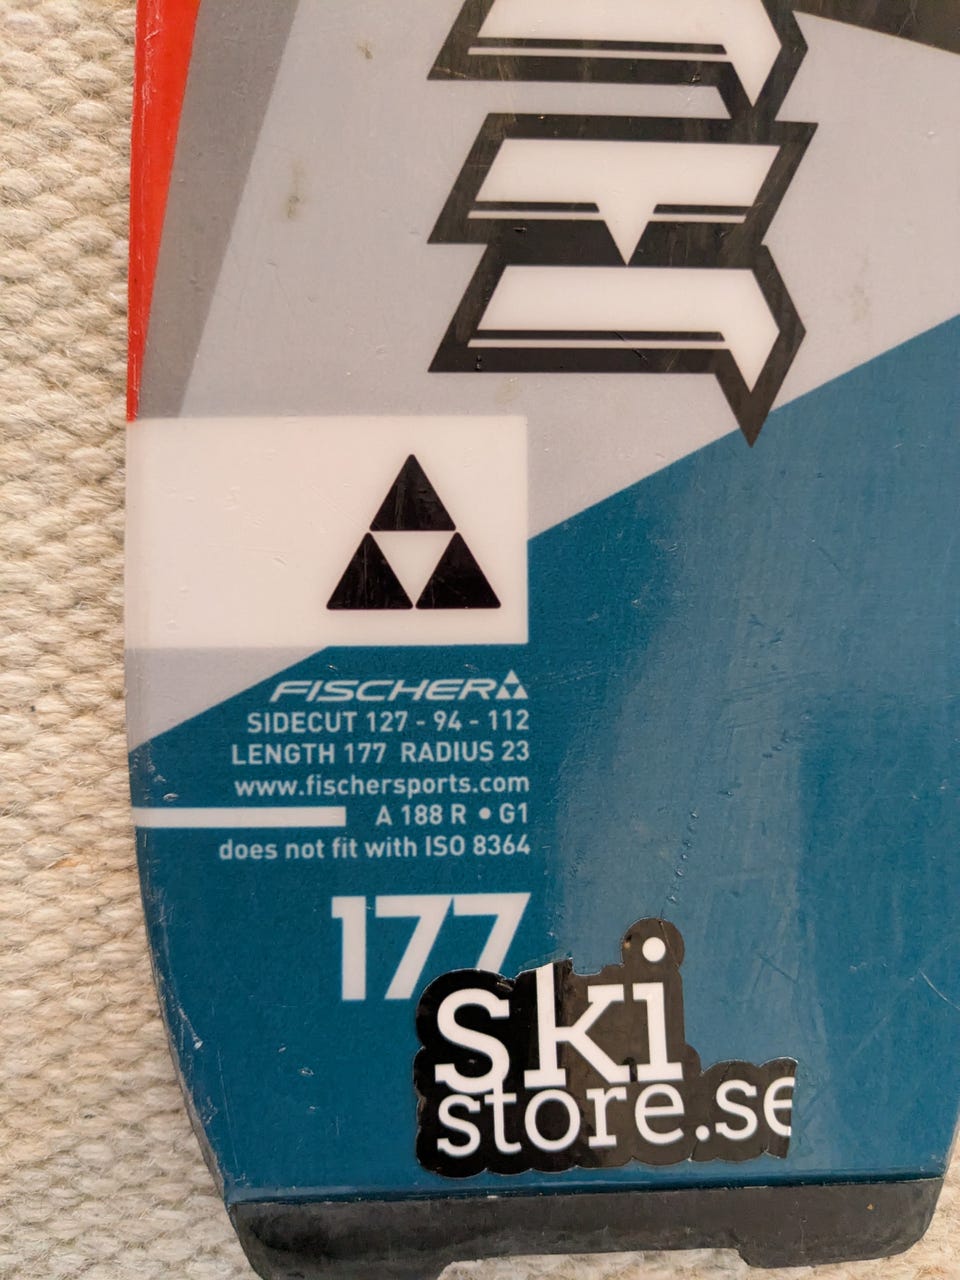 FISCHER
SIDECUT 127 - 94 - 112
LENGTH 177 RADIUS 23
www.fischersports.com
A 188 R • G1
does not fit with ISO 8364
177
ski
store.se